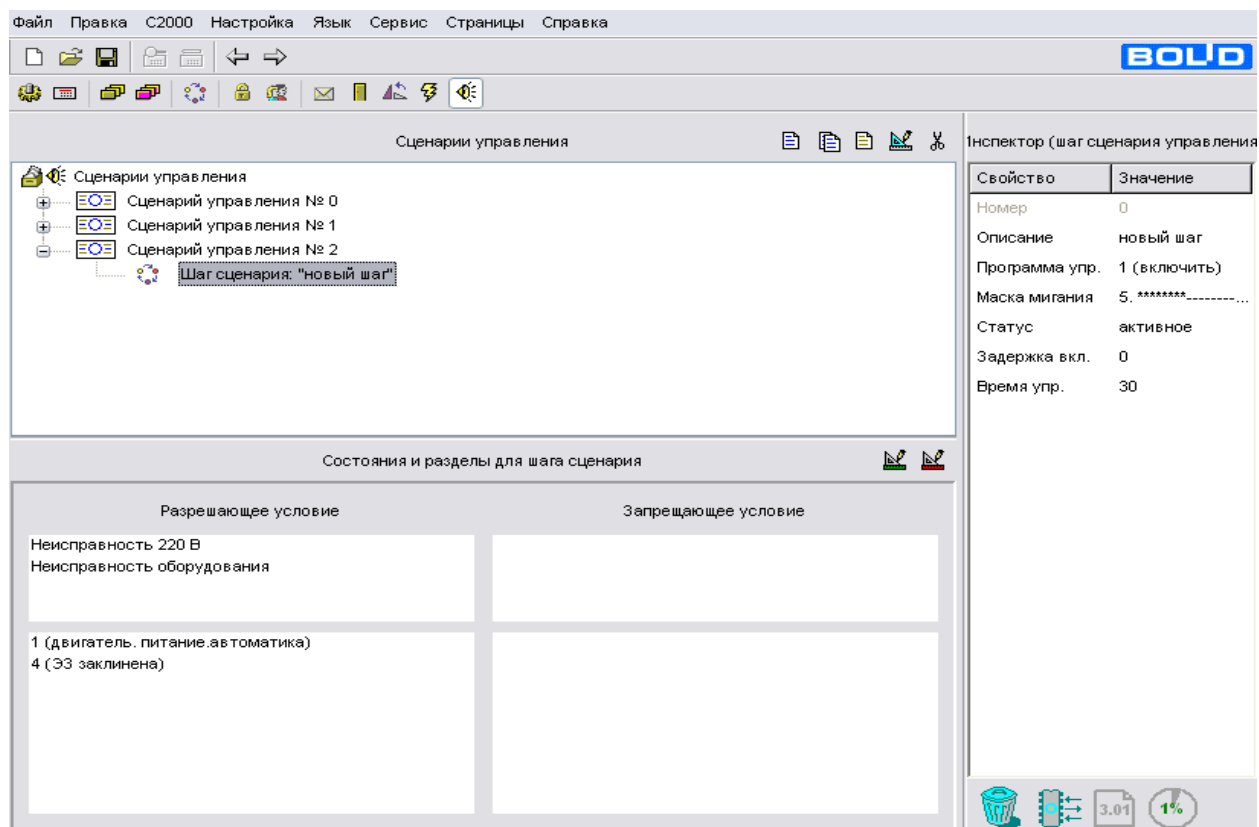 Файл Правка С2000 Настройка Язык Сервис Страницы Справка
BOLID
Сценарии управления
Инспектор (шаг сценария управления
Сценарии управления
Сценарий управления № 0
Сценарий управления № 1
Сценарий управления № 2
Шаг сценария: "новый шаг"
Свойство Значение
Номер 0
Описание новый шаг
Программа упр. 1 (включить)
Маска мигания 5. ********--------...
Статус активное
Задержка вкл. 0
Время упр. 30
Состояния и разделы для шага сценария
Разрешающее условие Запрещающее условие
Неисправность 220 В
Неисправность оборудования
1 (двигатель. питание.автоматика)
4 (ЭЗ заклинена)
3.01 1%